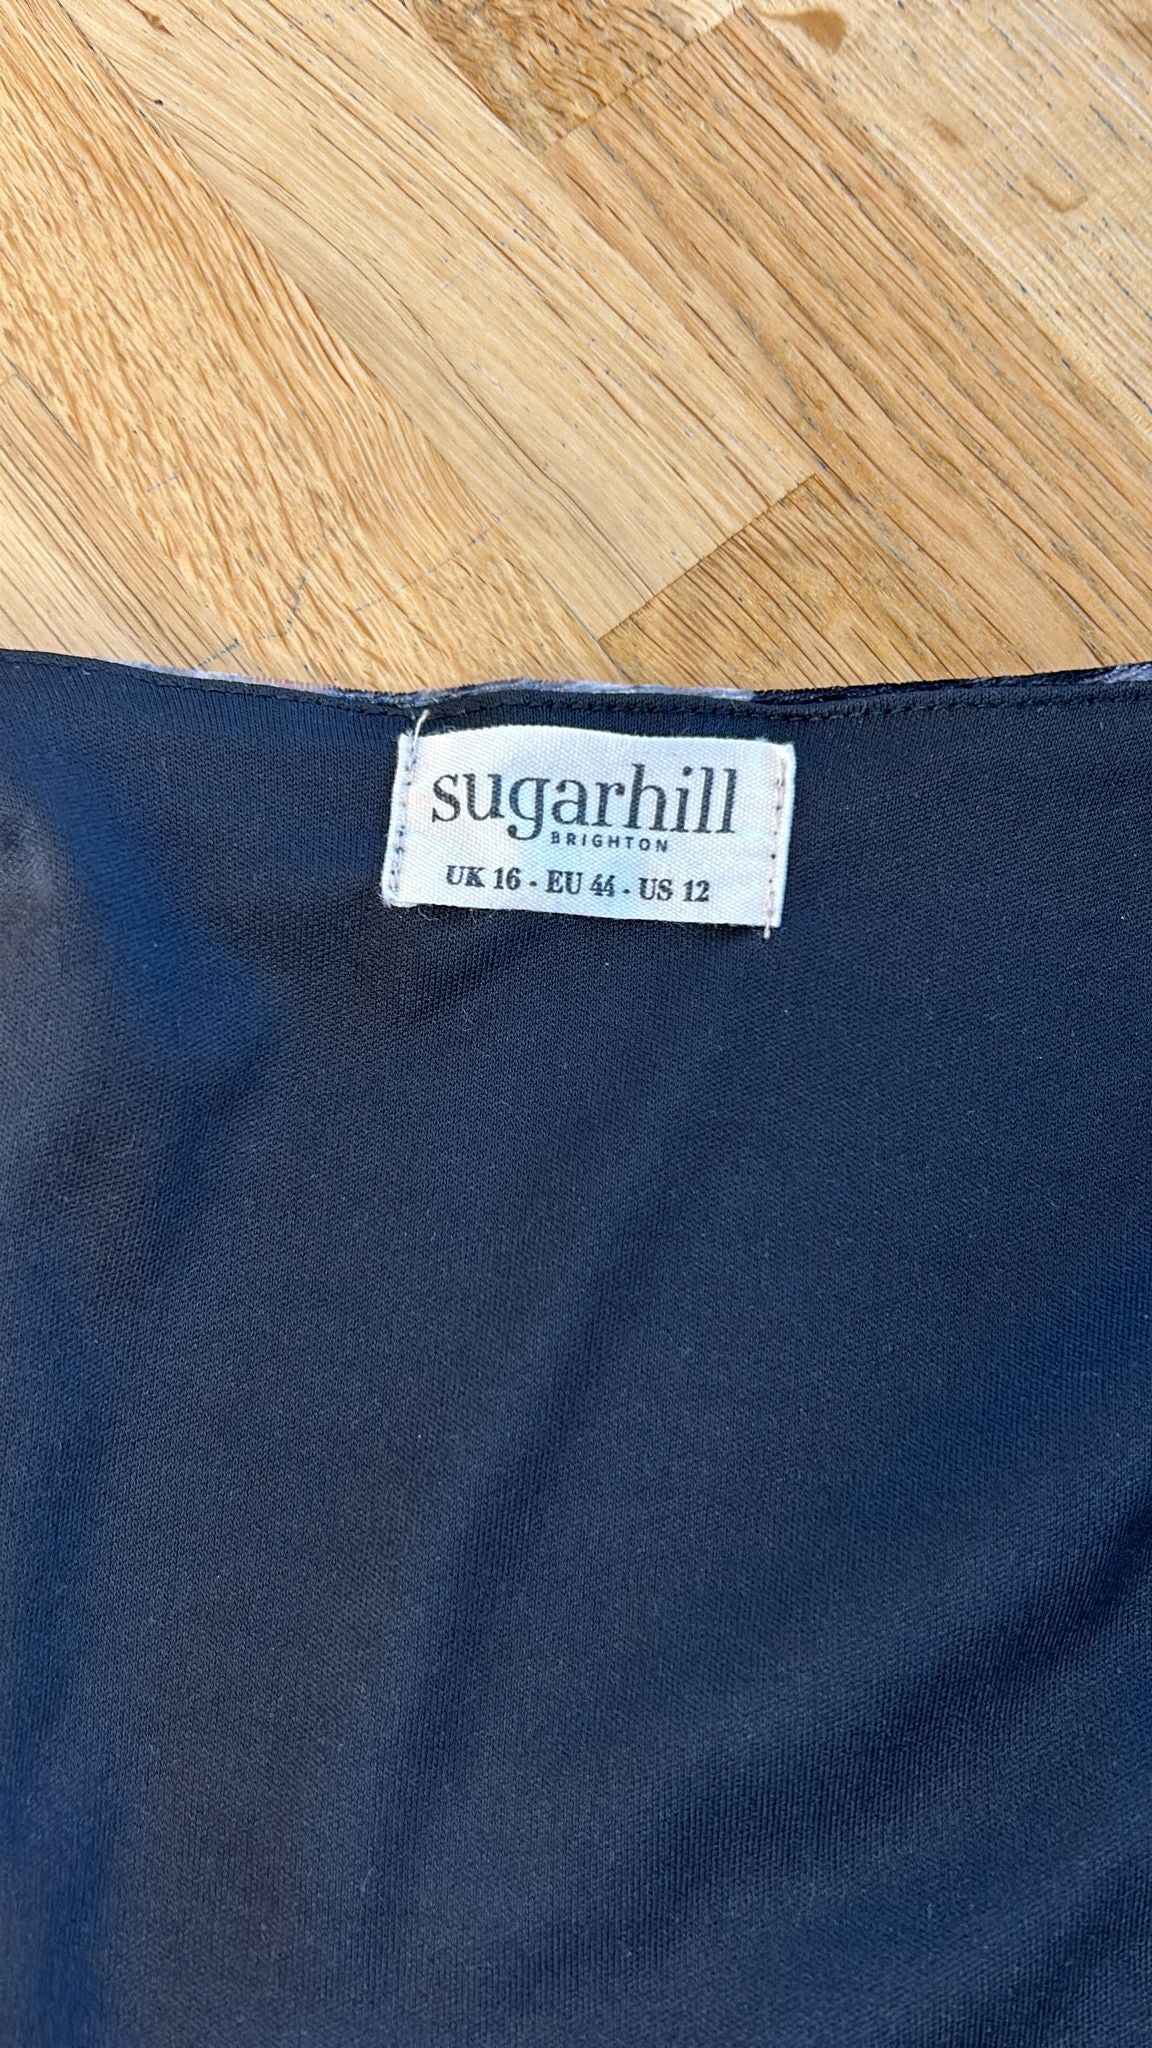 sugarhill
BRIGHTON
UK 16 - EU 44 - US 12